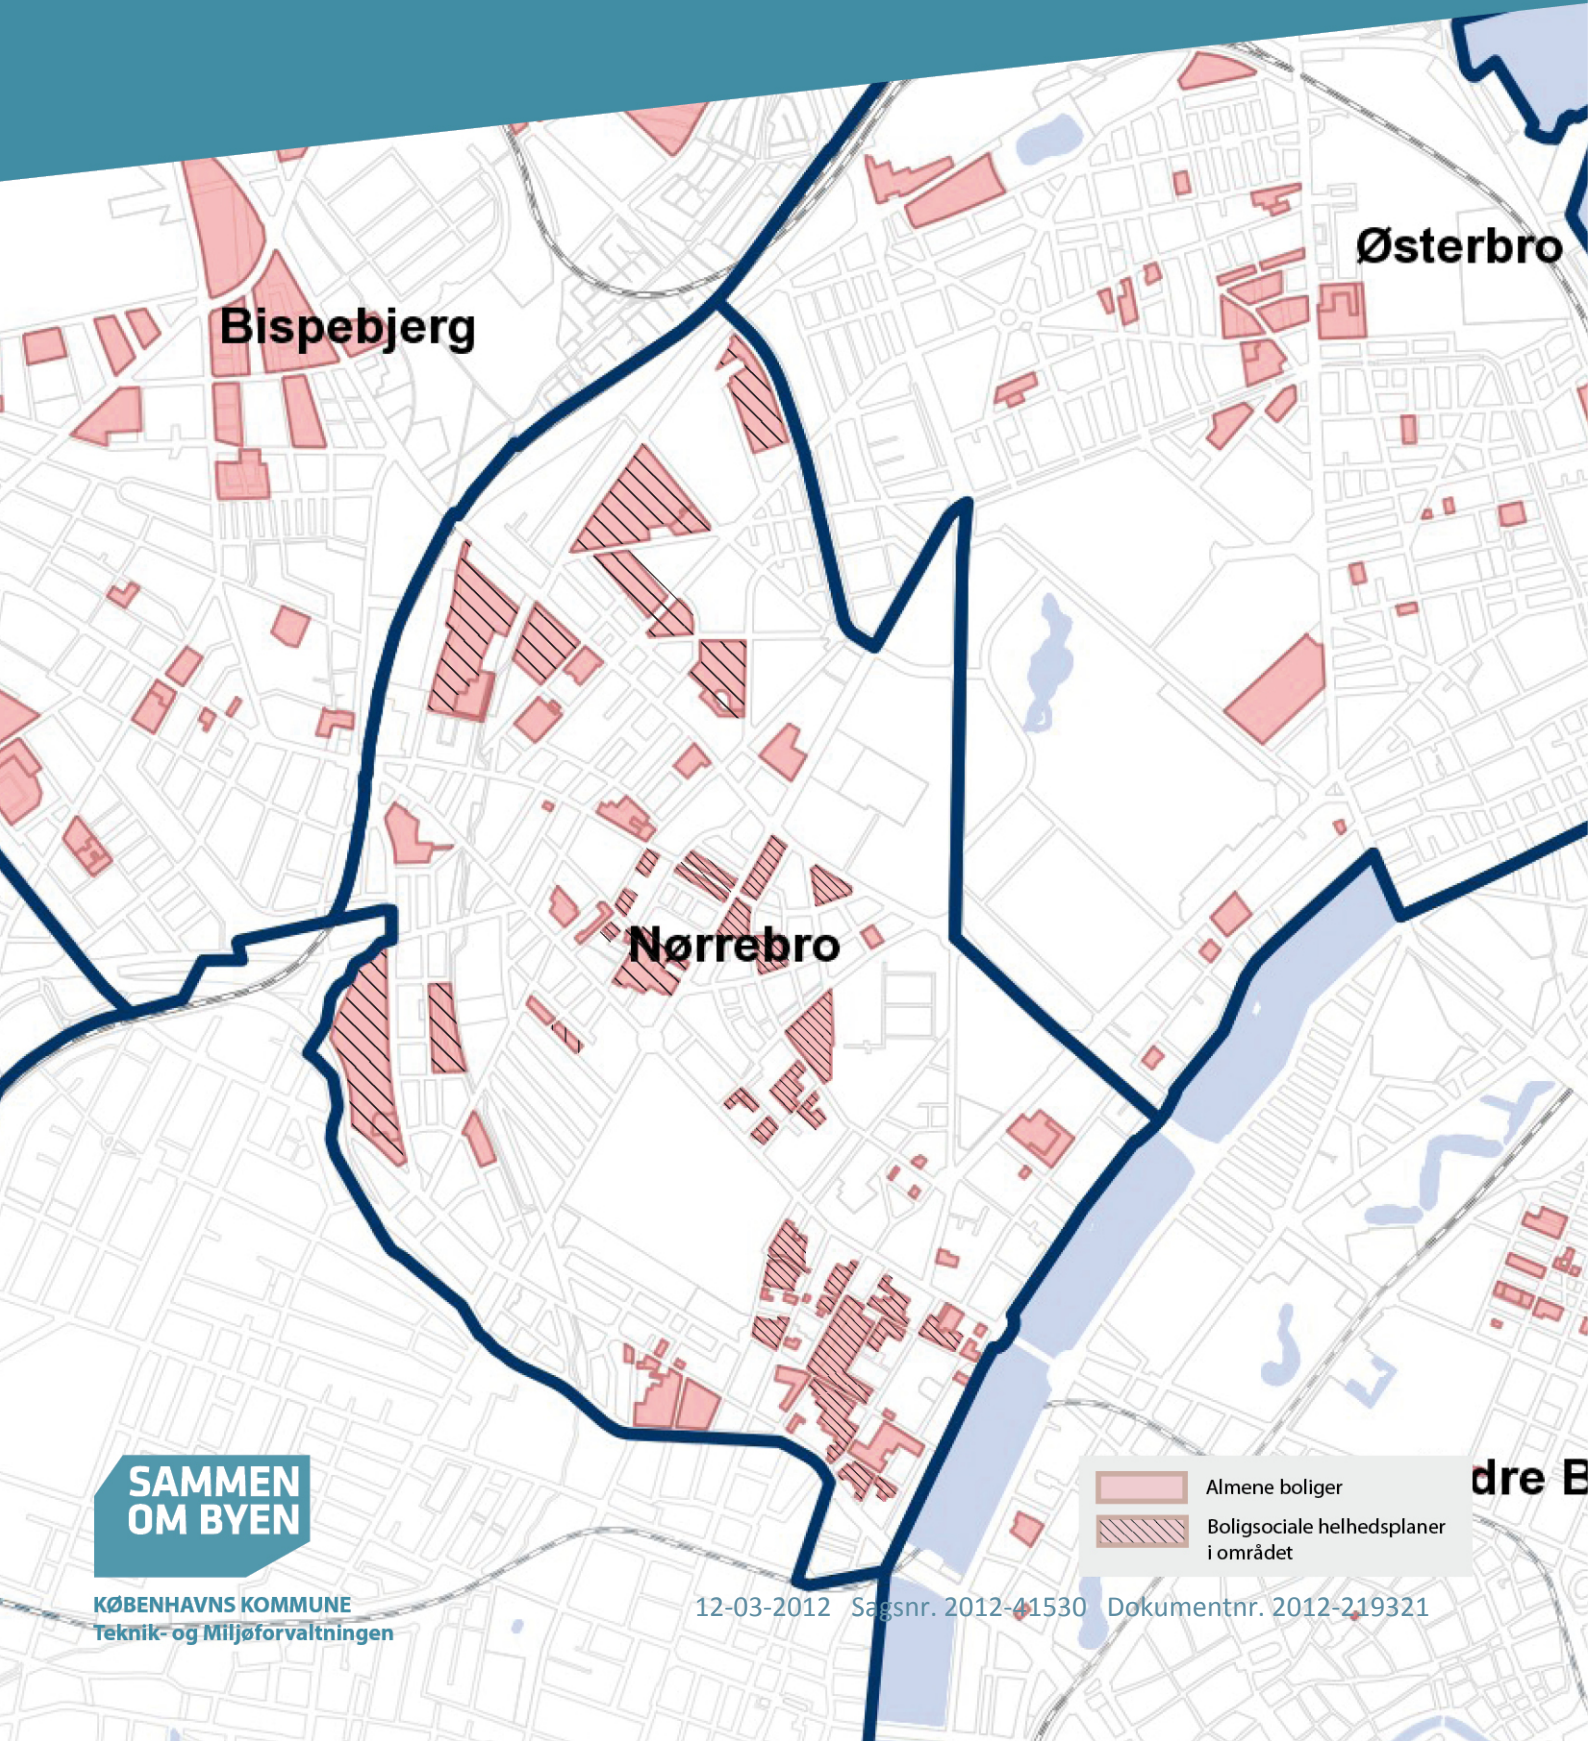 Østerbro
Bispebjerg
Nørrebro
dre B
SAMMEN
OM BYEN
Almene boliger
Boligsociale helhedsplaner
i området
KØBENHAVNS KOMMUNE
Teknik- og Miljøforvaltningen
12-03-2012 Sagsnr. 2012-41530 Dokumentnr. 2012-219321